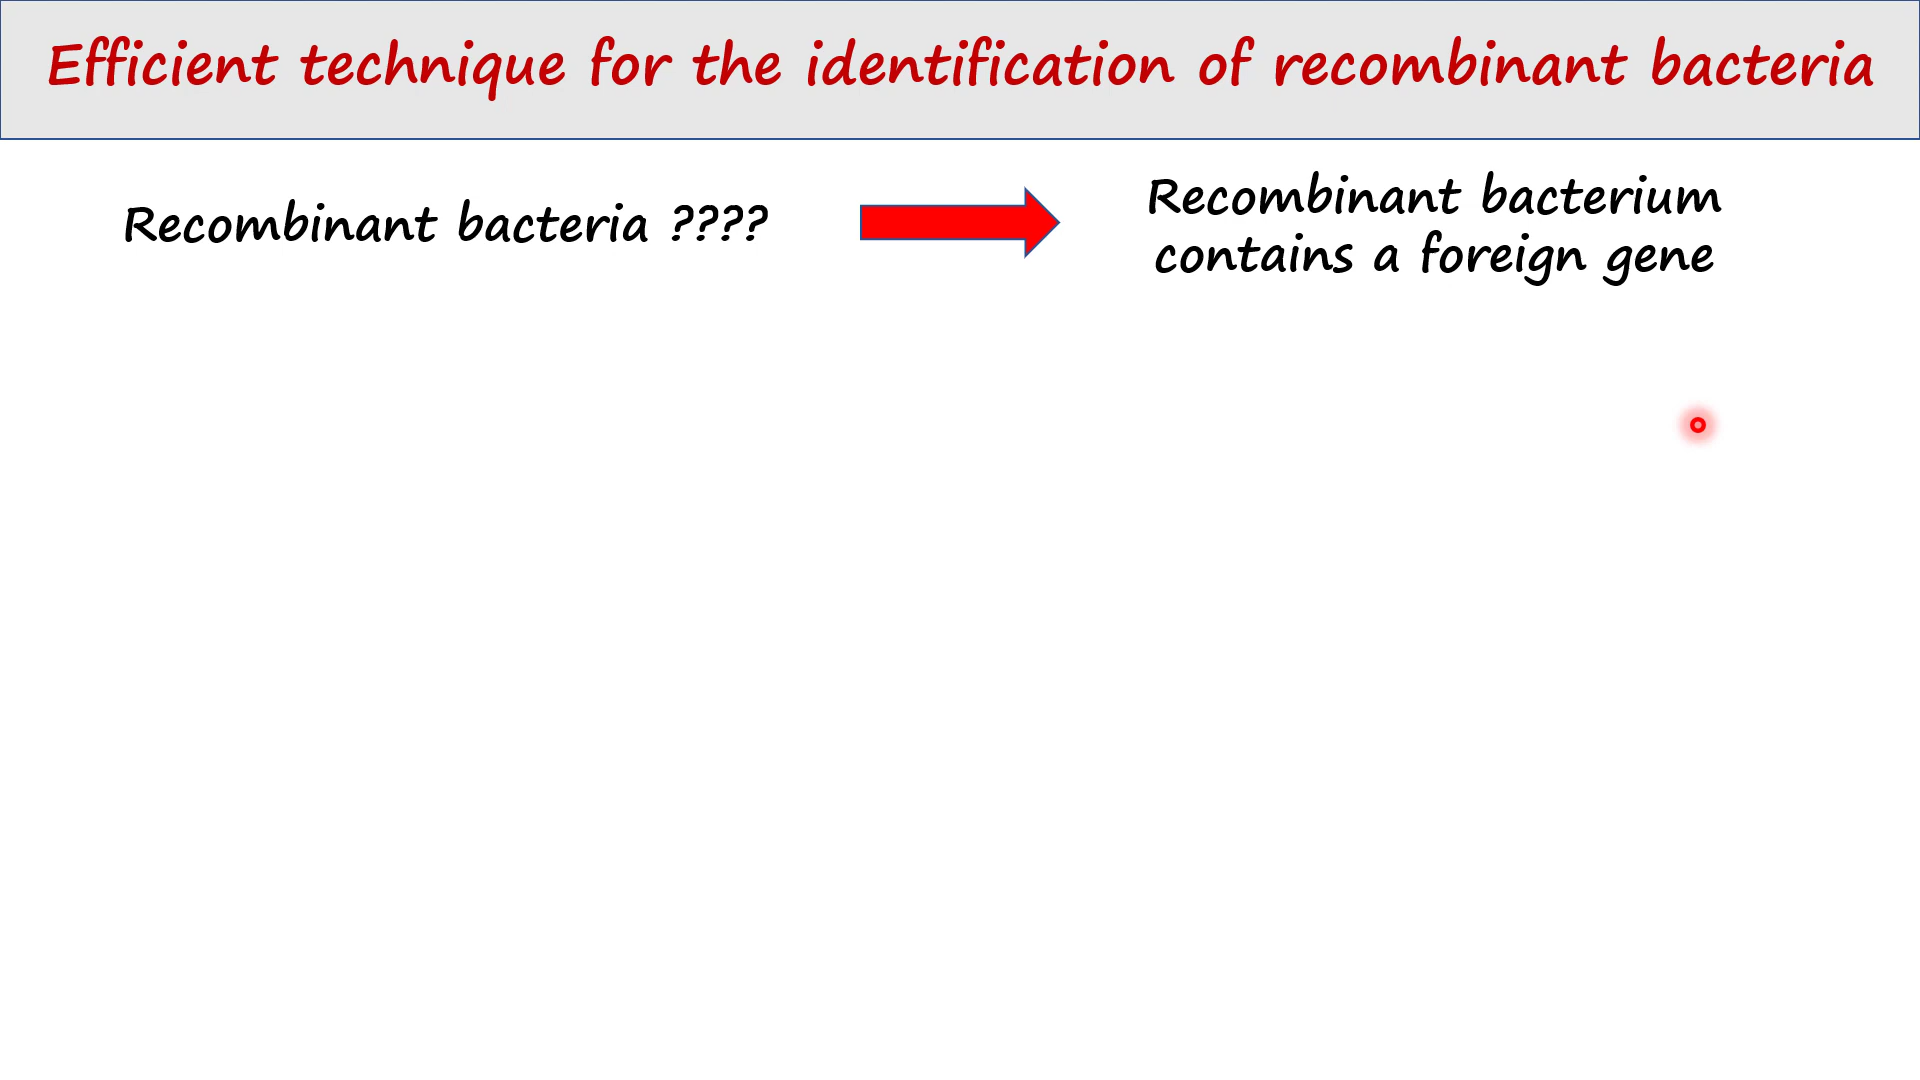 Efficient technique for the identification of recombinant bacteria
Recombinant bacteria ????
Recombinant bacterium
contains a foreign gene